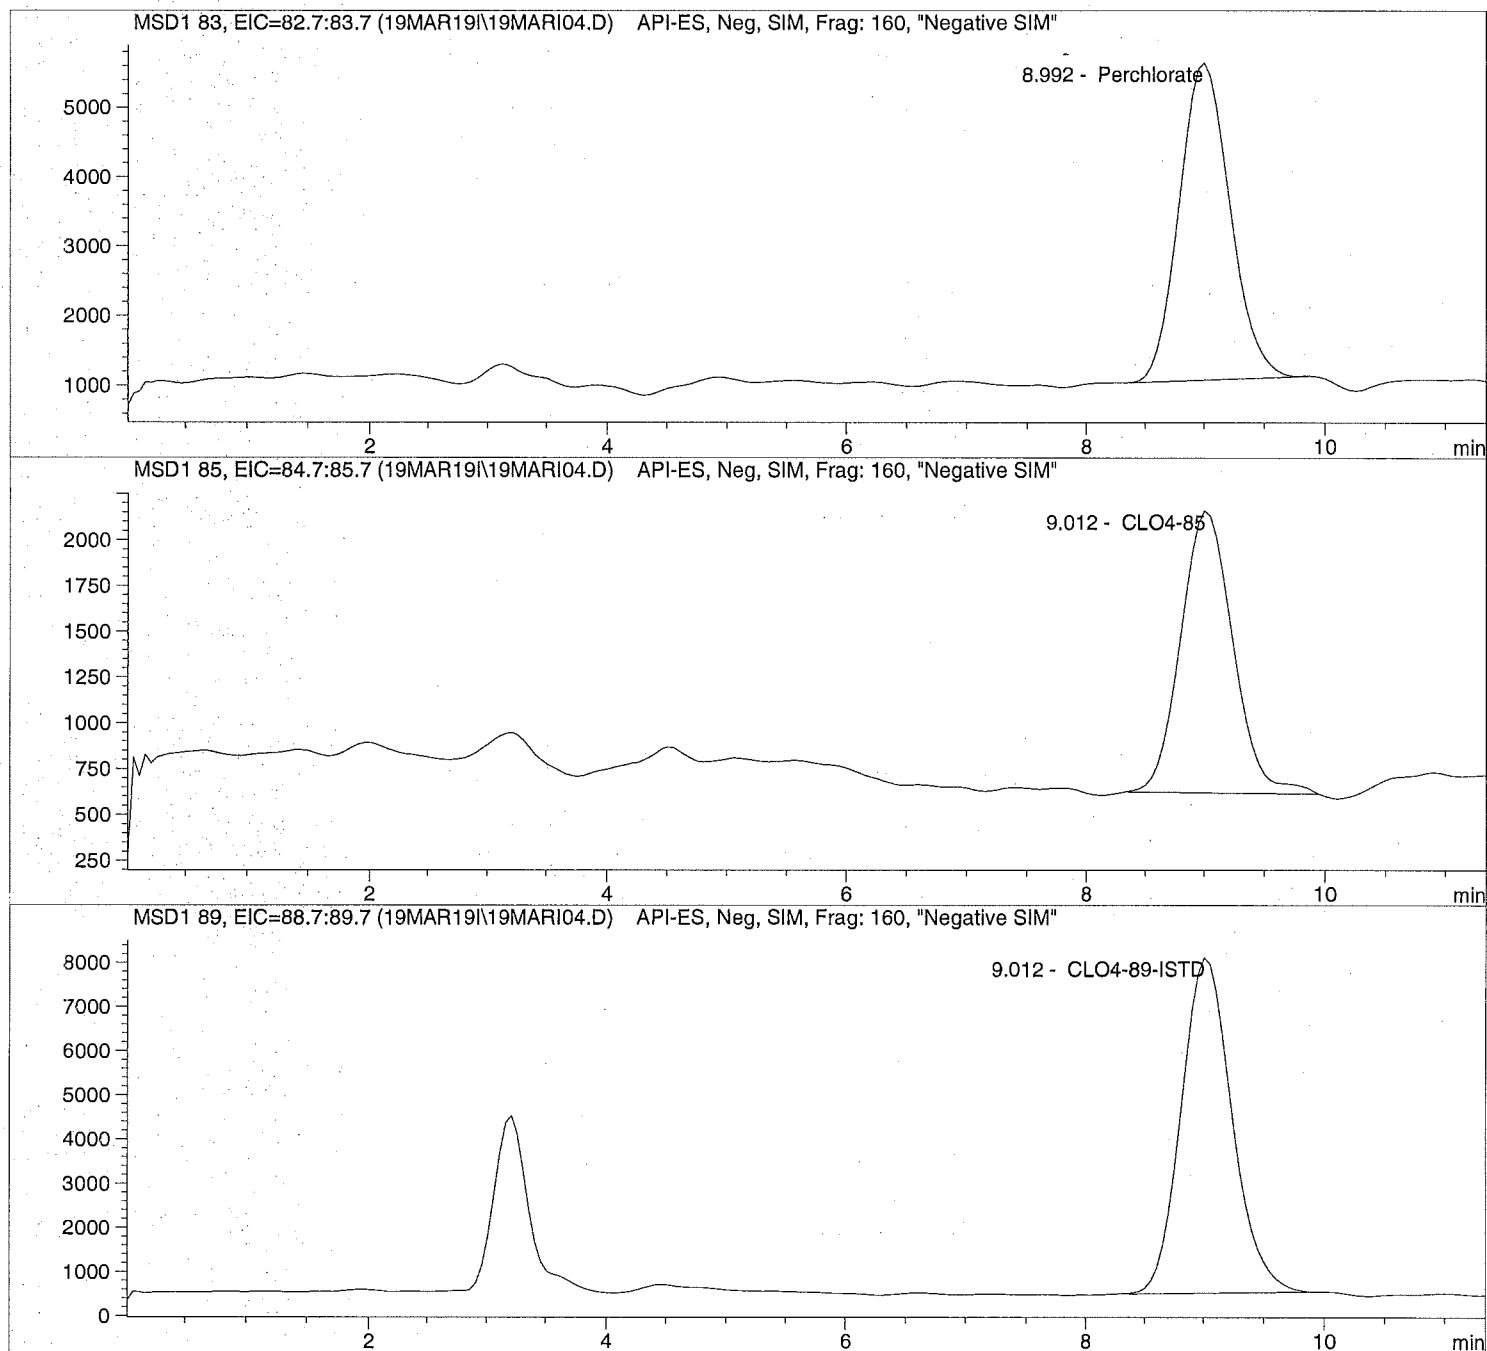 MSD1 83, EIC=82.7:83.7 (19MAR19I\19MARI04.D) API-ES, Neg, SIM, Frag: 160, "Negative SIM"
8.992 - Perchlorate
5000
4000
3000
2000
1000
2 4 6 8 10 min
MSD1 85, EIC=84.7:85.7 (19MAR19I\19MARI04.D) API-ES, Neg, SIM, Frag: 160, "Negative SIM"
9.012 - CLO4-85
2000
1750
1500
1250
1000
750
500
250
2 4 6 8 10 min
MSD1 89, EIC=88.7:89.7 (19MAR19I\19MARI04.D) API-ES, Neg, SIM, Frag: 160, "Negative SIM"
9.012 - CLO4-89-ISTD
8000
7000
6000
5000
4000
3000
2000
1000
0
2 4 6 8 10 min